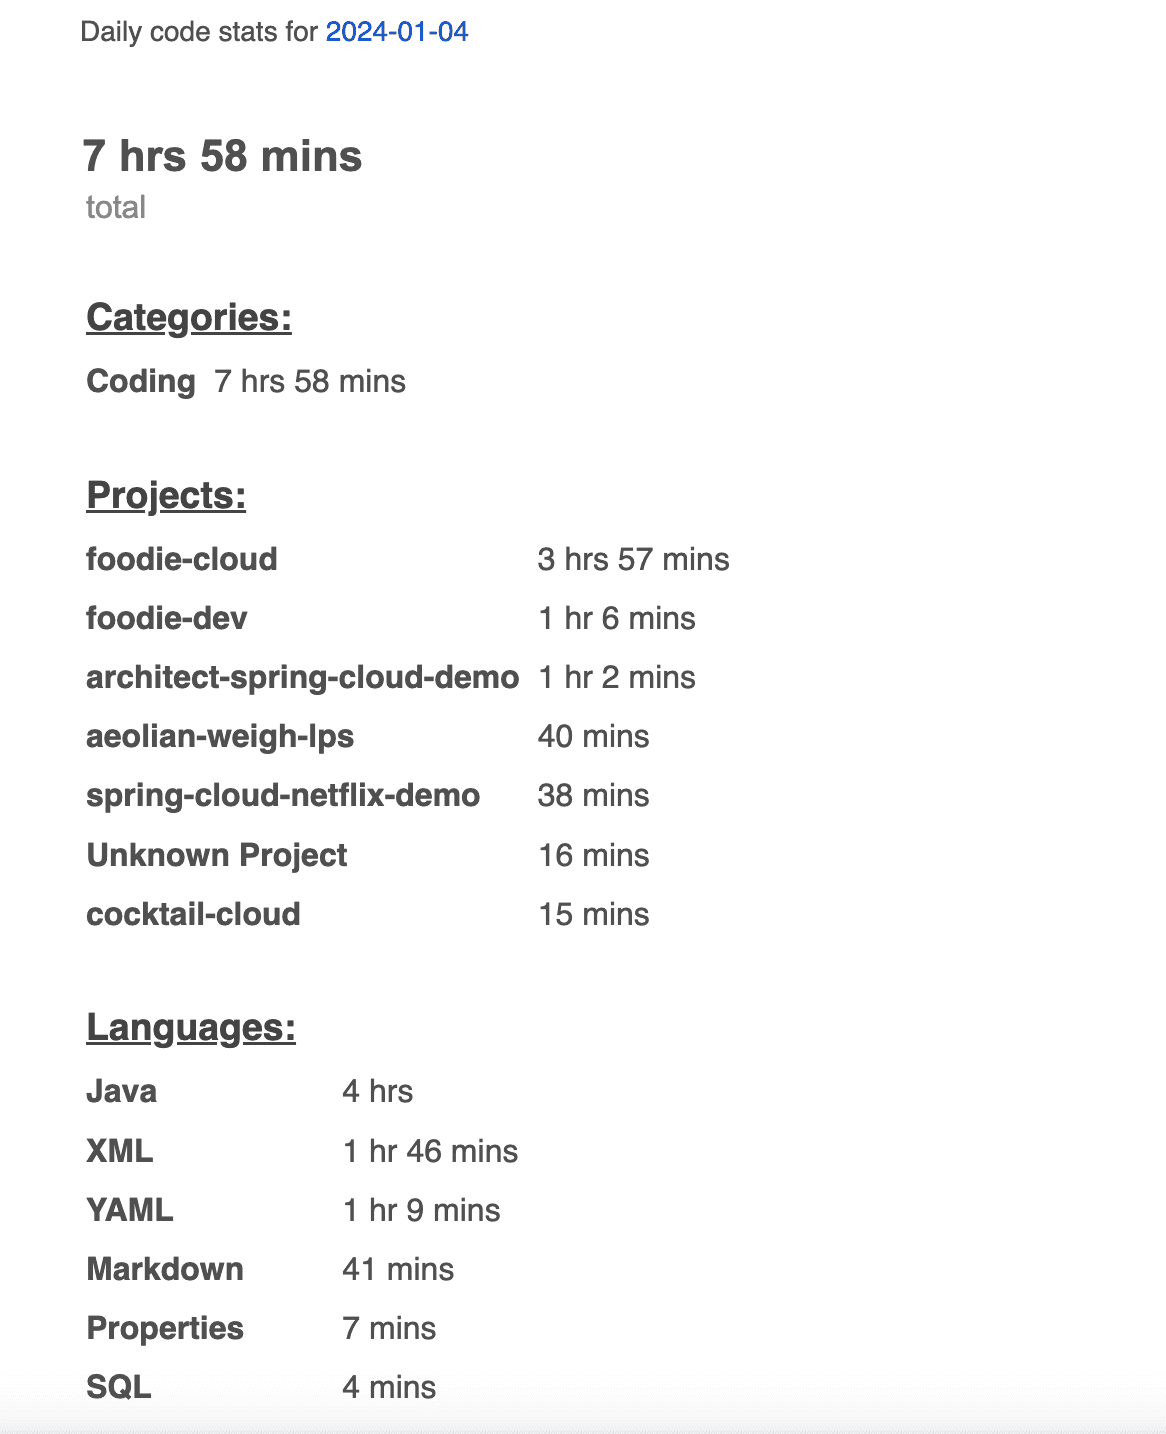 Daily code stats for 2024-01-04
7 hrs 58 mins
total
Categories:
Coding 7 hrs 58 mins
Projects:
foodie-cloud 3 hrs 57 mins
foodie-dev 1 hr 6 mins
architect-spring-cloud-demo 1 hr 2 mins
aeolian-weigh-lps 40 mins
spring-cloud-netflix-demo 38 mins
Unknown Project 16 mins
cocktail-cloud 15 mins
Languages:
Java 4 hrs
XML 1 hr 46 mins
YAML 1 hr 9 mins
Markdown 41 mins
Properties 7 mins
SQL 4 mins